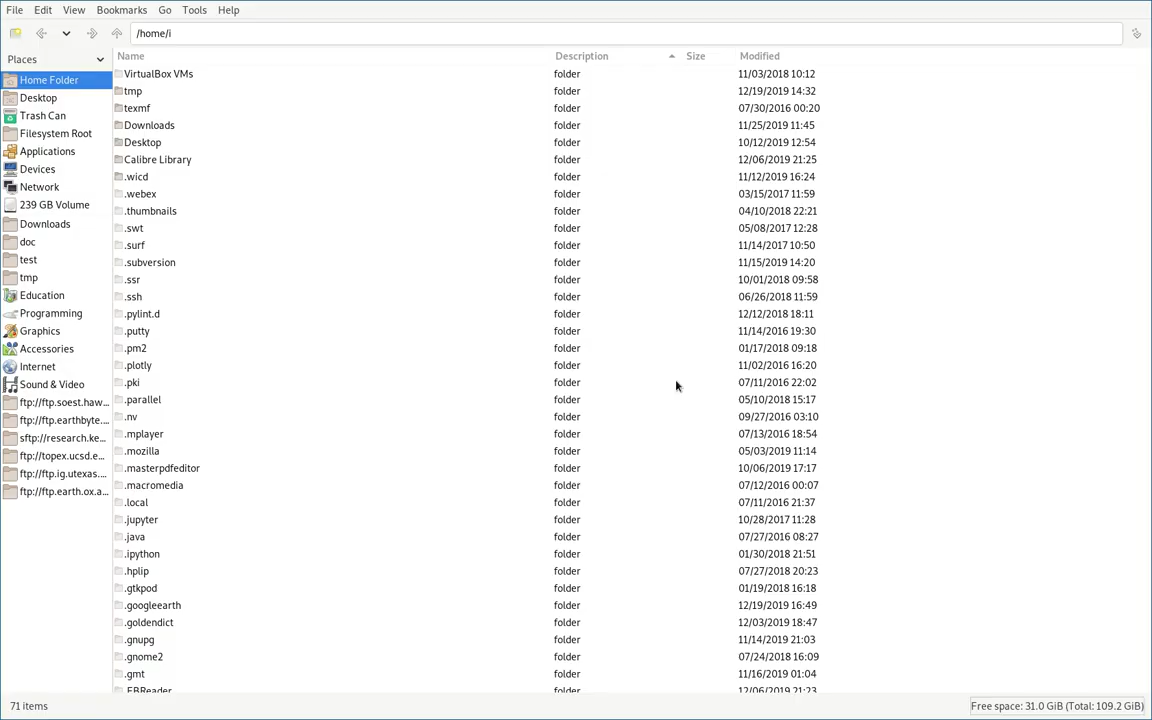 File Edit View Bookmarks Go Tools Help
/home/i
Places
Home Folder
Desktop
Trash Can
Filesystem Root
Applications
Devices
Network
239 GB Volume
Downloads
doc
test
tmp
Education
Programming
Graphics
Accessories
Internet
Sound & Video
ftp://ftp.soest.haw...
ftp://ftp.earthbyte....
sftp://research.ke...
ftp://topex.ucsd.e...
ftp://ftp.ig.utexas....
ftp://ftp.earth.ox.a...
Name Description Size Modified
VirtualBox VMs folder 11/03/2018 10:12
tmp folder 12/19/2019 14:32
texmf folder 07/30/2016 00:20
Downloads folder 11/25/2019 11:45
Desktop folder 10/12/2019 12:54
Calibre Library folder 12/06/2019 21:25
.wicd folder 11/12/2019 16:24
.webex folder 03/15/2017 11:59
.thumbnails folder 04/10/2018 22:21
.swt folder 05/08/2017 12:28
.surf folder 11/14/2017 10:50
.subversion folder 11/15/2019 14:20
.ssr folder 10/01/2018 09:58
.ssh folder 06/26/2018 11:59
.pylint.d folder 12/12/2018 18:11
.putty folder 11/14/2016 19:30
.pm2 folder 01/17/2018 09:18
.plotly folder 11/02/2016 16:20
.pki folder 07/11/2016 22:02
.parallel folder 05/10/2018 15:17
.nv folder 09/27/2016 03:10
.mplayer folder 07/13/2016 18:54
.mozilla folder 05/03/2019 11:14
.masterpdfeditor folder 10/06/2019 17:17
.macromedia folder 07/12/2016 00:07
.local folder 07/11/2016 21:37
.jupyter folder 10/28/2017 11:28
.java folder 07/27/2016 08:27
.ipython folder 01/30/2018 21:51
.hplip folder 07/27/2018 20:23
.gtkpod folder 01/19/2018 16:18
.googleearth folder 12/19/2019 16:49
.goldendict folder 12/03/2019 18:47
.gnupg folder 11/14/2019 21:03
.gnome2 folder 07/24/2018 16:09
.gmt folder 11/16/2019 01:04
.FBReader folder 12/06/2019 21:23
71 items
Free space: 31.0 GiB (Total: 109.2 GiB)